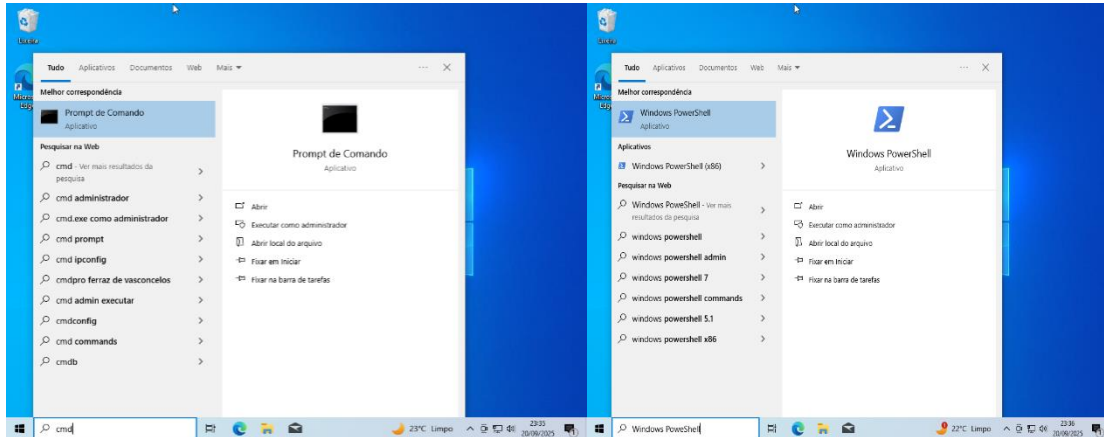 Lixeira
Tudo Aplicativos Documentos Web Mais
Melhor correspondência
Prompt de Comando
Aplicativo
Pesquisar na Web
cmd - Ver mais resultados da
pesquisa
cmd administrador
cmd.exe como administrador
cmd prompt
cmd ipconfig
cmdpro ferraz de vasconcelos
cmd admin executar
cmdconfig
cmd commands
cmdb
Prompt de Comando
Aplicativo
Abrir
Executar como administrador
Abrir local do arquivo
Fixar em Iniciar
Fixar na barra de tarefas
cmd
23°C Limpo
23:35
20/09/2025
Lixeira
Tudo Aplicativos Documentos Web Mais
Melhor correspondência
Windows PowerShell
Aplicativo
Aplicativos
Windows PowerShell (x86)
Pesquisar na Web
Windows PoweShell - Ver mais
resultados da pesquisa
windows powershell
windows powershell admin
windows powershell 7
windows powershell commands
windows powershell 5.1
windows powershell x86
Windows PowerShell
Aplicativo
Abrir
Executar como administrador
Abrir local do arquivo
Fixar em Iniciar
Fixar na barra de tarefas
Windows PoweShell
22°C Limpo
23:36
20/09/2025